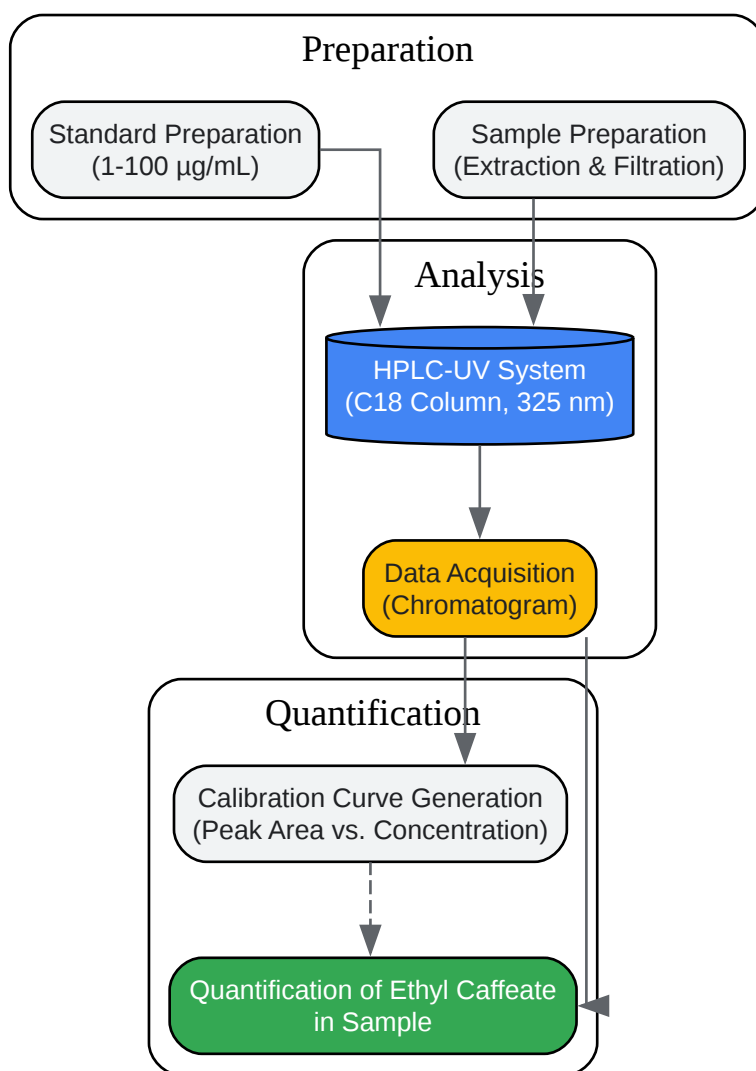 Preparation
Standard Preparation
(1-100 µg/mL)
Sample Preparation
(Extraction & Filtration)
Analysis
HPLC-UV System
(C18 Column, 325 nm)
Data Acquisition
(Chromatogram)
Quantification
Calibration Curve Generation
(Peak Area vs. Concentration)
Quantification of Ethyl Caffeate
in Sample